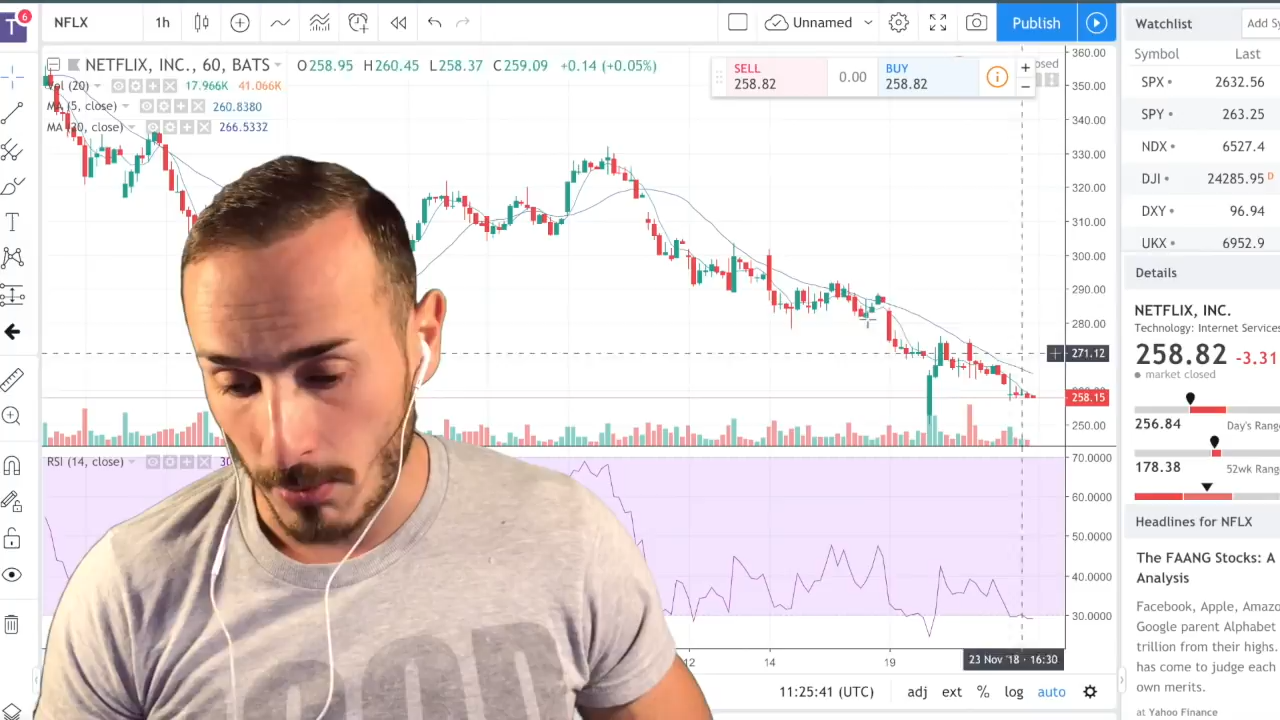 T 6
NFLX 1h Unnamed Publish
NETFLIX, INC., 60, BATS O258.95 H260.45 L258.37 C259.09 +0.14 (+0.05%)
Vol (20) 17.966K 41.066K
MA (5, close) 260.8380
266.5332
SELL
258.82
0.00
BUY
258.82
360.00
350.00
340.00
330.00
320.00
310.00
300.00
290.00
280.00
271.12
258.15
250.00
RSI (14, close) 30
70.0000
60.0000
50.0000
40.0000
30.0000
12 14 19 23 Nov '18 - 16:30
11:25:41 (UTC) adj ext % log auto
Watchlist Add Sy
Symbol Last
SPX 2632.56
SPY 263.25
NDX 6527.4
DJI 24285.95 D
DXY 96.94
UKX 6952.9
Details
NETFLIX, INC.
Technology: Internet Services
258.82 -3.31
market closed
256.84 Day's Rang
178.38 52wk Rang
Headlines for NFLX
The FAANG Stocks: A
Analysis
Facebook, Apple, Amazo
Google parent Alphabet
trillion from their highs.
has come to judge each
own merits.
at Yahoo Finance